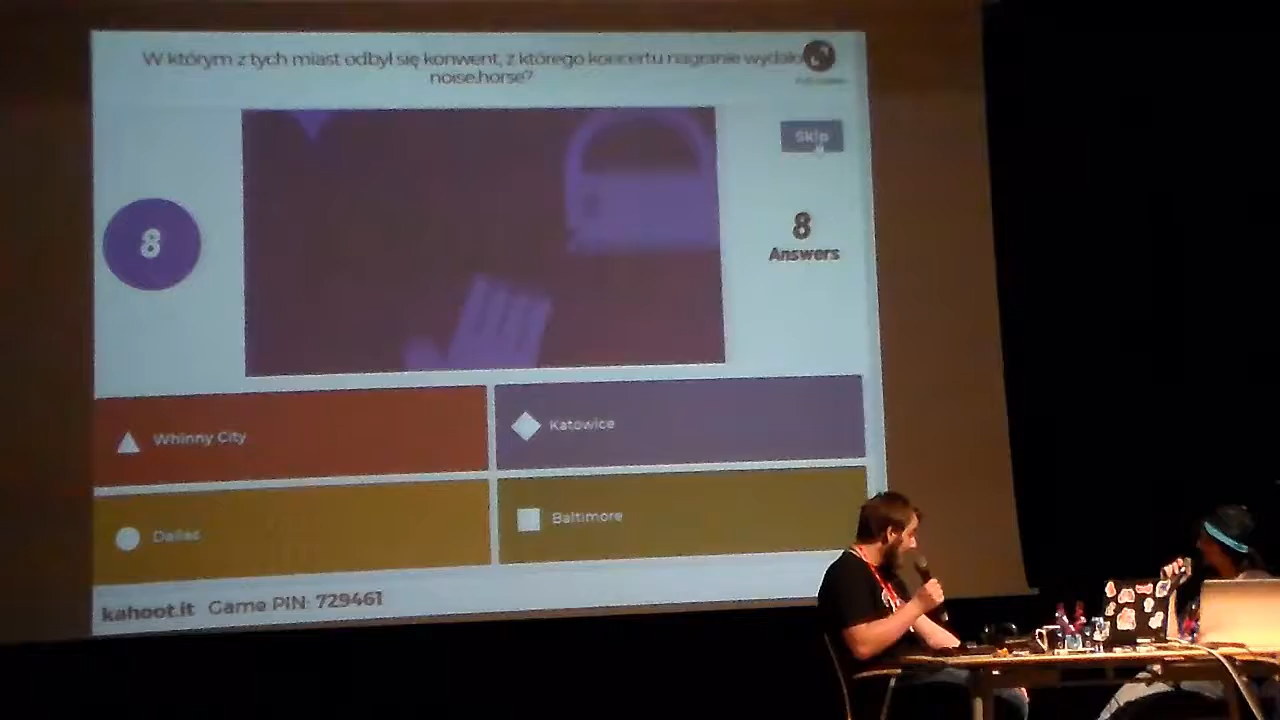 W którym z tych miast odbył się konwent, z którego koncertu nagranie wydało
noise.horse?
Skip
8
8
Answers
Whinny City
Katowice
Dallas
Baltimore
kahoot.it Game PIN: 729461